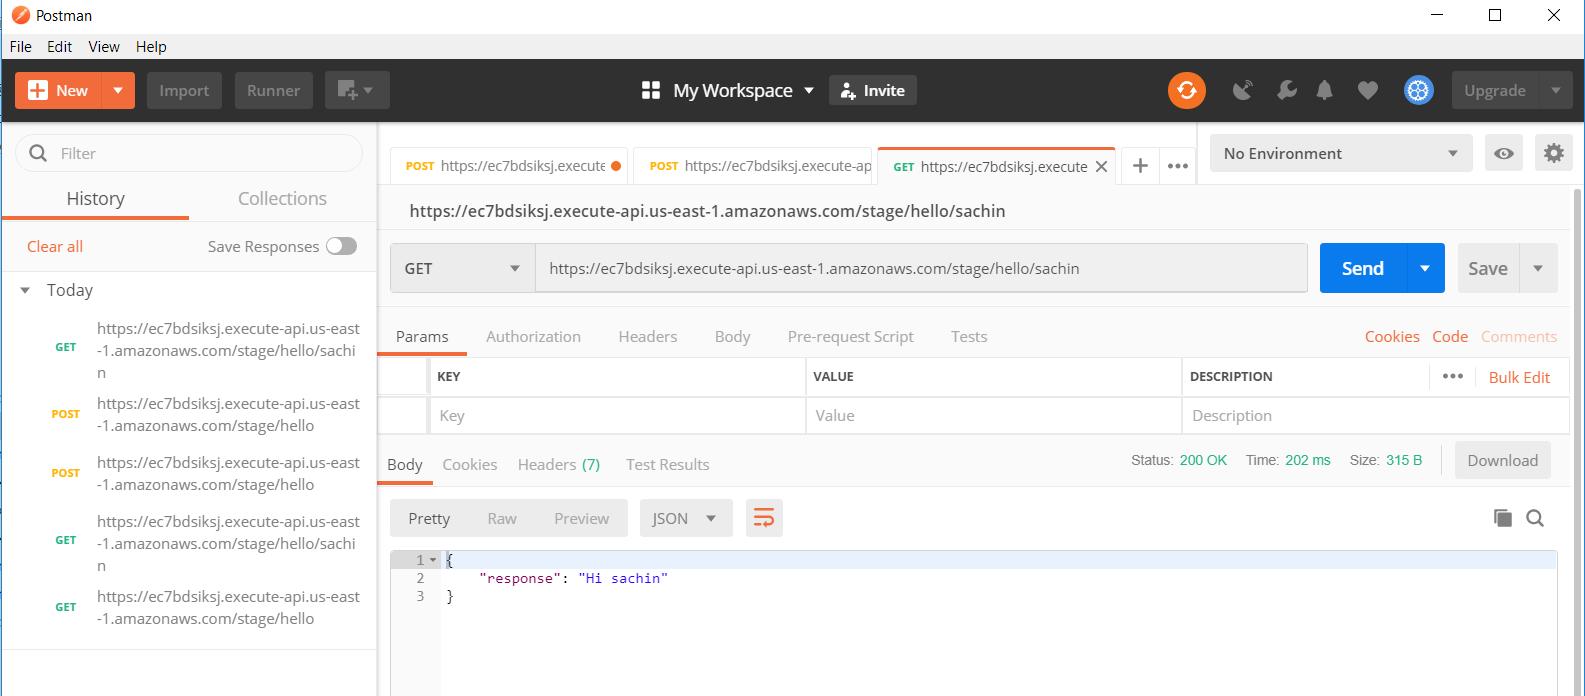 Postman
File Edit View Help
New Import Runner My Workspace Invite Upgrade
Filter
History Collections
Clear all Save Responses
Today
GET https://ec7bdsiksj.execute-api.us-east
-1.amazonaws.com/stage/hello/sachi
n
POST https://ec7bdsiksj.execute-api.us-east
-1.amazonaws.com/stage/hello
POST https://ec7bdsiksj.execute-api.us-east
-1.amazonaws.com/stage/hello
GET https://ec7bdsiksj.execute-api.us-east
-1.amazonaws.com/stage/hello/sachi
n
GET https://ec7bdsiksj.execute-api.us-east
-1.amazonaws.com/stage/hello
POST https://ec7bdsiksj.execute POST https://ec7bdsiksj.execute-ap GET https://ec7bdsiksj.execute No Environment
https://ec7bdsiksj.execute-api.us-east-1.amazonaws.com/stage/hello/sachin
GET https://ec7bdsiksj.execute-api.us-east-1.amazonaws.com/stage/hello/sachin Send Save
Params Authorization Headers Body Pre-request Script Tests Cookies Code Comments
KEY VALUE DESCRIPTION Bulk Edit
Key Value Description
Body Cookies Headers (7) Test Results Status: 200 OK Time: 202 ms Size: 315 B Download
Pretty Raw Preview JSON
1 {
2 "response": "Hi sachin"
3 }